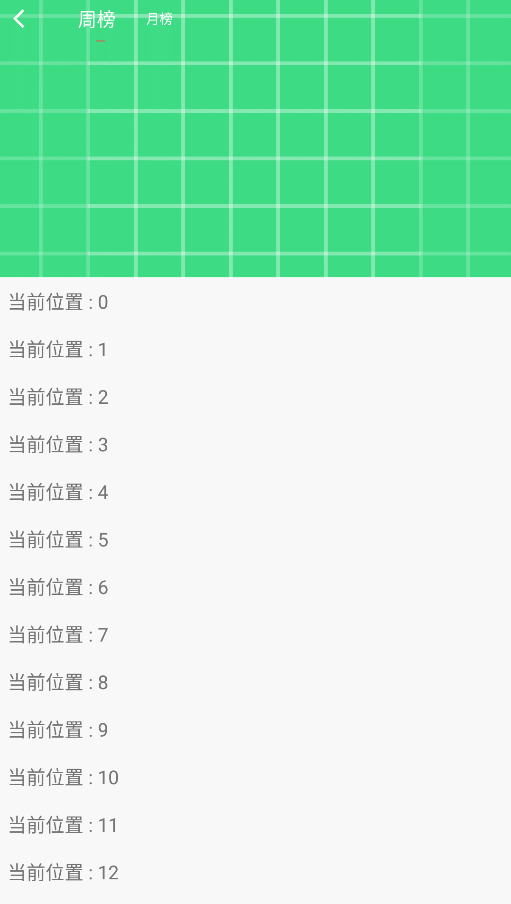 周榜 月榜
当前位置 : 0
当前位置 : 1
当前位置 : 2
当前位置 : 3
当前位置 : 4
当前位置 : 5
当前位置 : 6
当前位置 : 7
当前位置 : 8
当前位置 : 9
当前位置 : 10
当前位置 : 11
当前位置 : 12